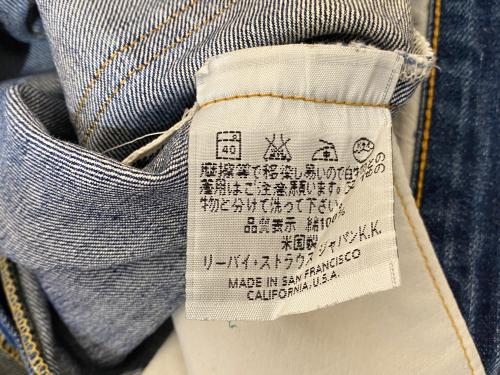 40
摩擦等で移染し易いので白
着用はご注意願います。又、他の
物と分けて洗って下さい
品質表示 綿100%
米国製
リーバイ・ストラウス ジャパンK.K.
MADE IN SAN FRANCISCO
CALIFORNIA, U.S.A.